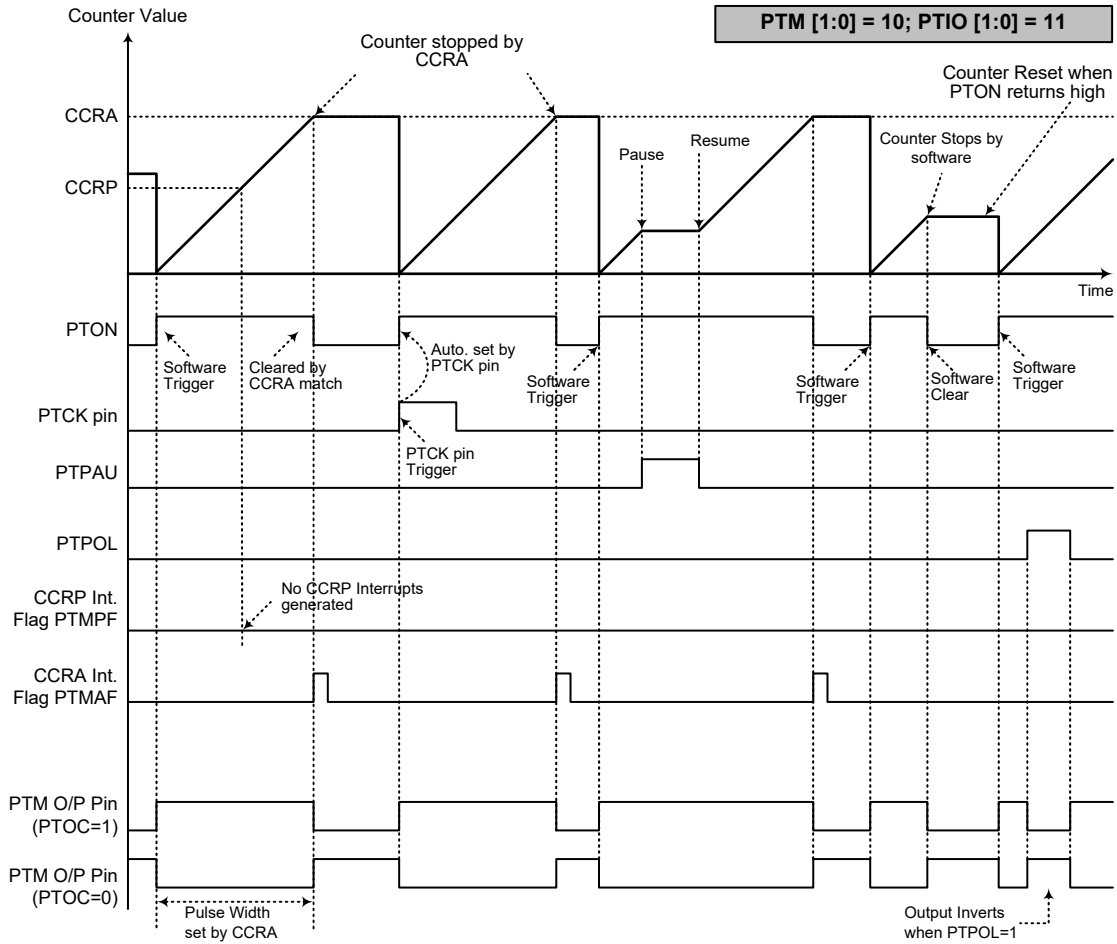 Counter Value
PTM [1:0] = 10; PTIO [1:0] = 11
Counter stopped by
CCRA
Counter Reset when
PTON returns high
CCRA
Pause
Resume
Counter Stops by
software
CCRP
Time
PTON
Software
Trigger
Cleared by
CCRA match
Auto. set by
PTCK pin
Software
Trigger
Software
Trigger
Software
Clear
Software
Trigger
PTCK pin
PTCK pin
Trigger
PTPAU
PTPOL
CCRP Int.
Flag PTMPF
No CCRP Interrupts
generated
CCRA Int.
Flag PTMAF
PTM O/P Pin
(PTOC=1)
PTM O/P Pin
(PTOC=0)
Pulse Width
set by CCRA
Output Inverts
when PTPOL=1